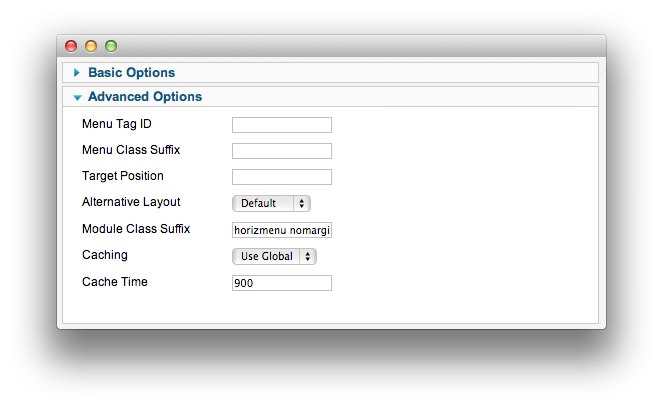 Basic Options
Advanced Options
Menu Tag ID
Menu Class Suffix
Target Position
Alternative Layout Default
Module Class Suffix horizmenu nomargi
Caching Use Global
Cache Time 900